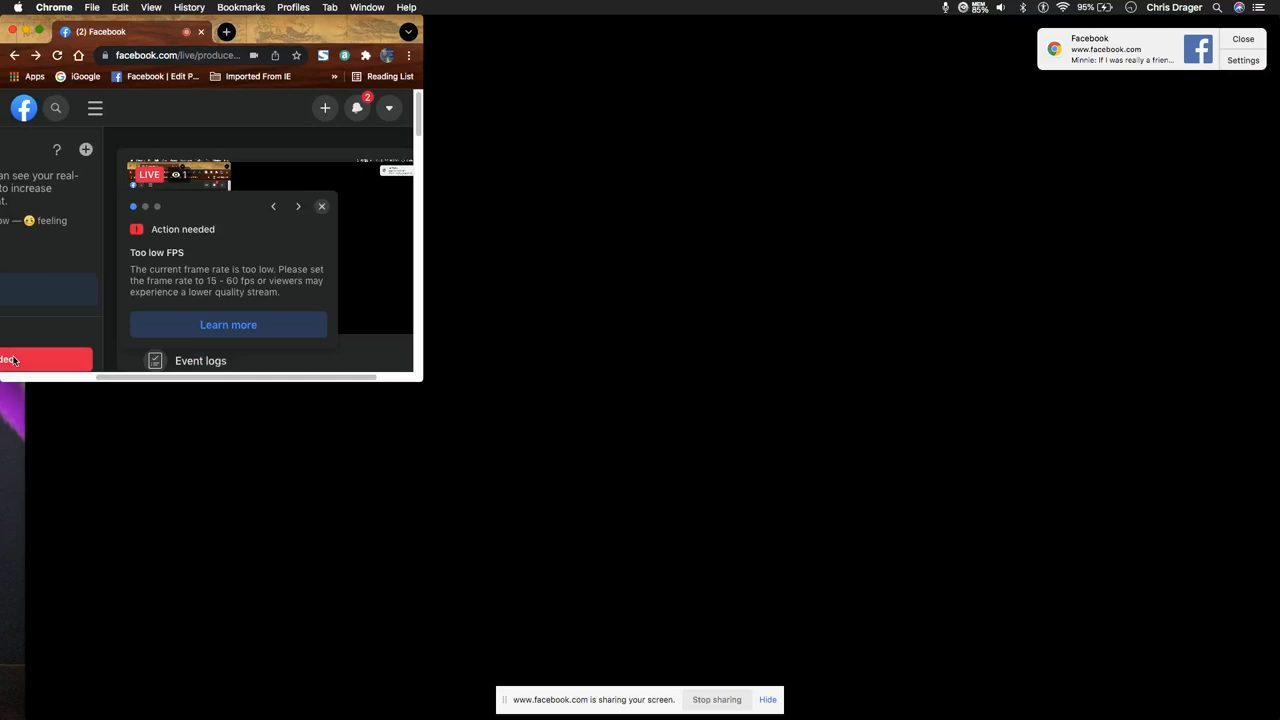 Chrome File Edit View History Bookmarks Profiles Tab Window Help
95% Chris Drager
(2) Facebook
facebook.com/live/produce...
Apps iGoogle Facebook | Edit P... Imported From IE » Reading List
2
an see your real-
to increase
t.
ow — feeling
LIVE 1
Action needed
Too low FPS
The current frame rate is too low. Please set
the frame rate to 15 - 60 fps or viewers may
experience a lower quality stream.
Learn more
Event logs
Facebook
www.facebook.com
Minnie: If I was really a frien...
Close
Settings
www.facebook.com is sharing your screen. Stop sharing Hide